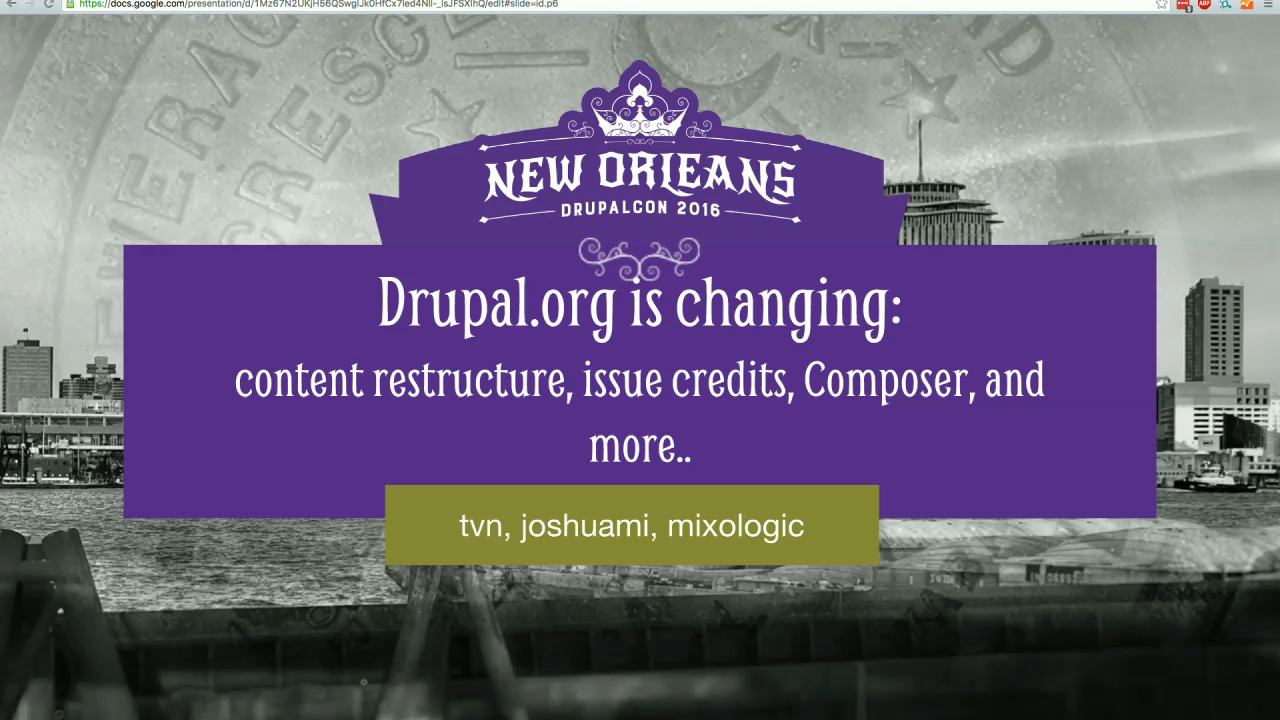 NEW ORLEANS
DRUPALCON 2016
Drupal.org is changing:
content restructure, issue credits, Composer, and
more..
tvn, joshuami, mixologic